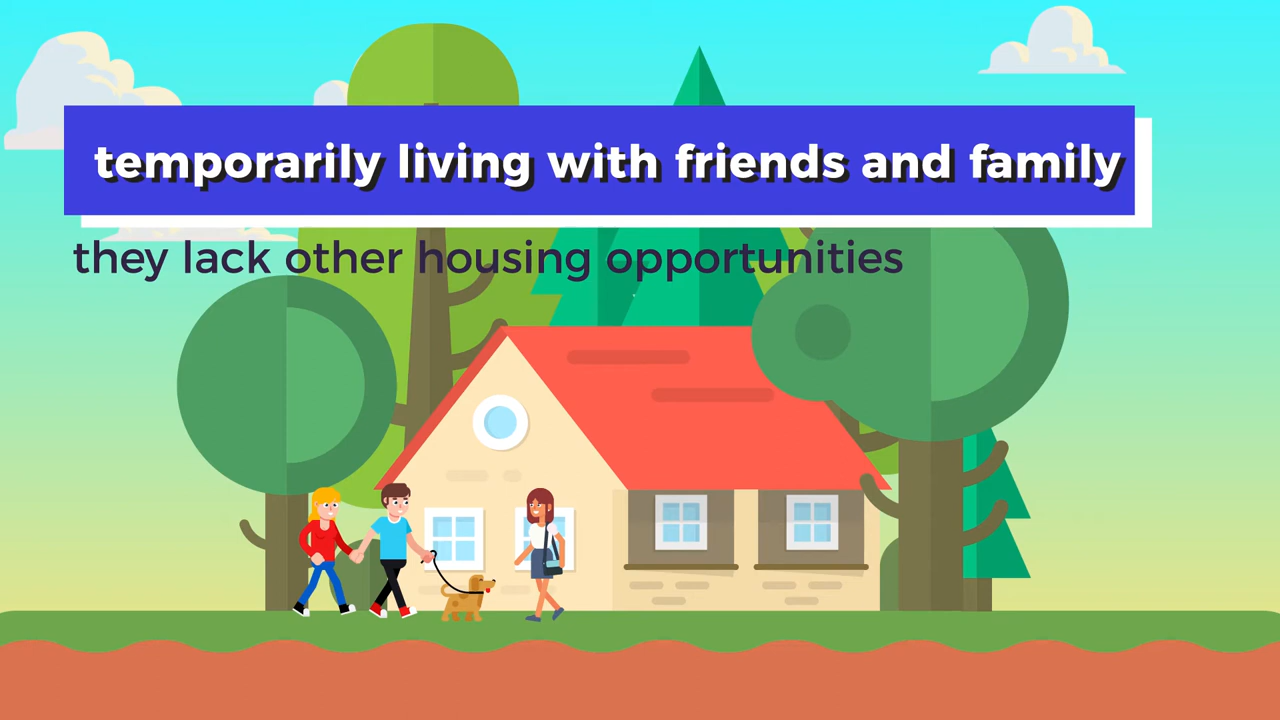 temporarily living with friends and family
they lack other housing opportunities